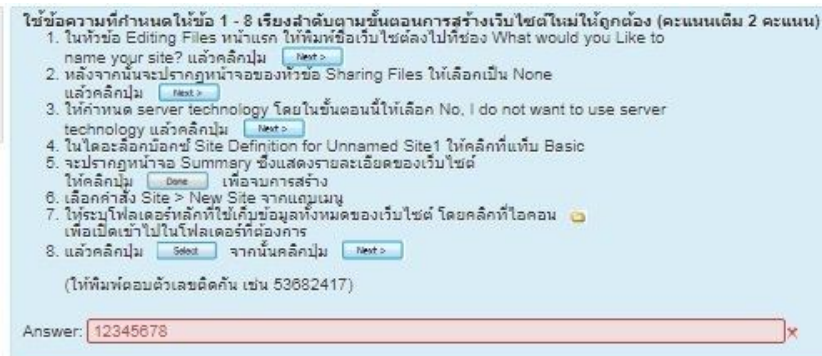 ใช้ข้อความที่กำหนดให้ข้อ 1 - 8 เรียงลำดับตามขั้นตอนการสร้างเว็บไซต์ใหม่ให้ถูกต้อง (คะแนนเต็ม 2 คะแนน)
1. ในหัวข้อ Editing Files หน้าแรก ให้พิมพ์ชื่อเว็บไซต์ลงไปที่ช่อง What would you Like to
name your site? แล้วคลิกปุ่ม Next >
2. หลังจากนั้นจะปรากฏหน้าจอของหัวข้อ Sharing Files ให้เลือกเป็น None
แล้วคลิกปุ่ม Next >
3. ให้กำหนด server technology โดยในขั้นตอนนี้ให้เลือก No, I do not want to use server
technology แล้วคลิกปุ่ม Next >
4. ในไดอะล็อกบ็อกซ์ Site Definition for Unnamed Site1 ให้คลิกที่แท็บ Basic
5. จะปรากฏหน้าจอ Summary ซึ่งแสดงรายละเอียดของเว็บไซต์
ให้คลิกปุ่ม Done เพื่อจบการสร้าง
6. เลือกคำสั่ง Site > New Site จากแถบเมนู
7. ให้ระบุโฟลเดอร์หลักที่ใช้เก็บข้อมูลทั้งหมดของเว็บไซต์ โดยคลิกที่ไอคอน
เพื่อเปิดเข้าไปในโฟลเดอร์ที่ต้องการ
8. แล้วคลิกปุ่ม Select จากนั้นคลิกปุ่ม Next >
(ให้พิมพ์ตอบตัวเลขติดกัน เช่น 53682417)
Answer: 12345678